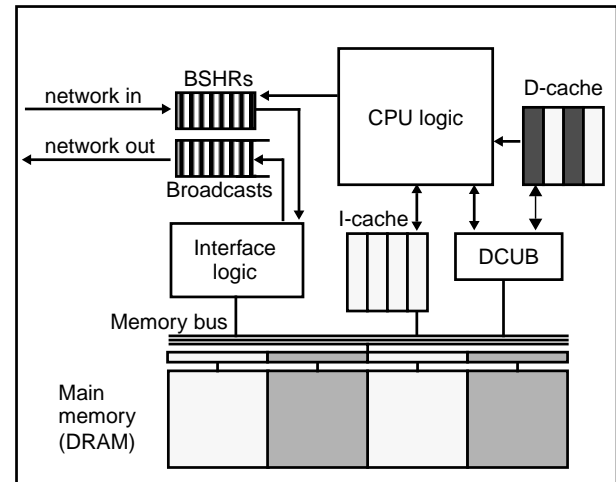 BSHRs
network in
D-cache
CPU logic
network out
Broadcasts
I-cache
Interface
logic
DCUB
Memory bus
Main
memory
(DRAM)